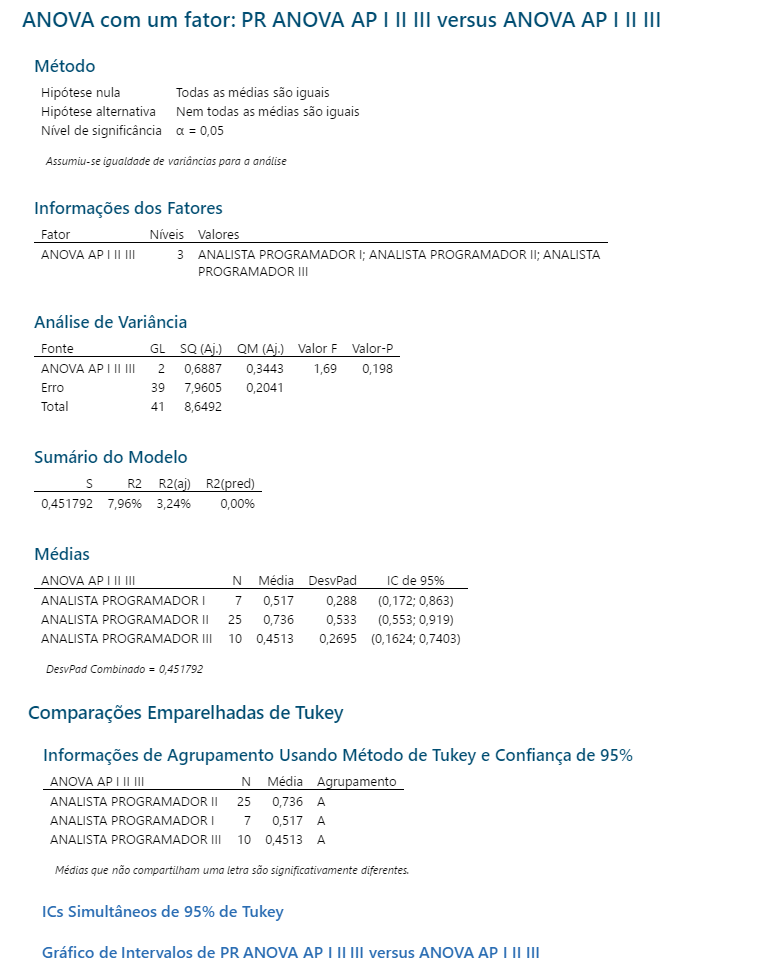 ANOVA com um fator: PR ANOVA AP I II III versus ANOVA AP I II III
Método
Hipótese nula Todas as médias são iguais
Hipótese alternativa Nem todas as médias são iguais
Nível de significância α = 0,05
Assumiu-se igualdade de variâncias para a análise
Informações dos Fatores
Fator Níveis Valores
ANOVA AP I II III 3 ANALISTA PROGRAMADOR I; ANALISTA PROGRAMADOR II; ANALISTA
PROGRAMADOR III
Análise de Variância
Fonte GL SQ (Aj.) QM (Aj.) Valor F Valor-P
ANOVA AP I II III 2 0,6887 0,3443 1,69 0,198
Erro 39 7,9605 0,2041
Total 41 8,6492
Sumário do Modelo
S R2 R2(aj) R2(pred)
0,451792 7,96% 3,24% 0,00%
Médias
ANOVA AP I II III N Média DesvPad IC de 95%
ANALISTA PROGRAMADOR I 7 0,517 0,288 (0,172; 0,863)
ANALISTA PROGRAMADOR II 25 0,736 0,533 (0,553; 0,919)
ANALISTA PROGRAMADOR III 10 0,4513 0,2695 (0,1624; 0,7403)
DesvPad Combinado = 0,451792
Comparações Emparelhadas de Tukey
Informações de Agrupamento Usando Método de Tukey e Confiança de 95%
ANOVA AP I II III N Média Agrupamento
ANALISTA PROGRAMADOR II 25 0,736 A
ANALISTA PROGRAMADOR I 7 0,517 A
ANALISTA PROGRAMADOR III 10 0,4513 A
Médias que não compartilham uma letra são significativamente diferentes.
ICs Simultâneos de 95% de Tukey
Gráfico de Intervalos de PR ANOVA AP I II III versus ANOVA AP I II III